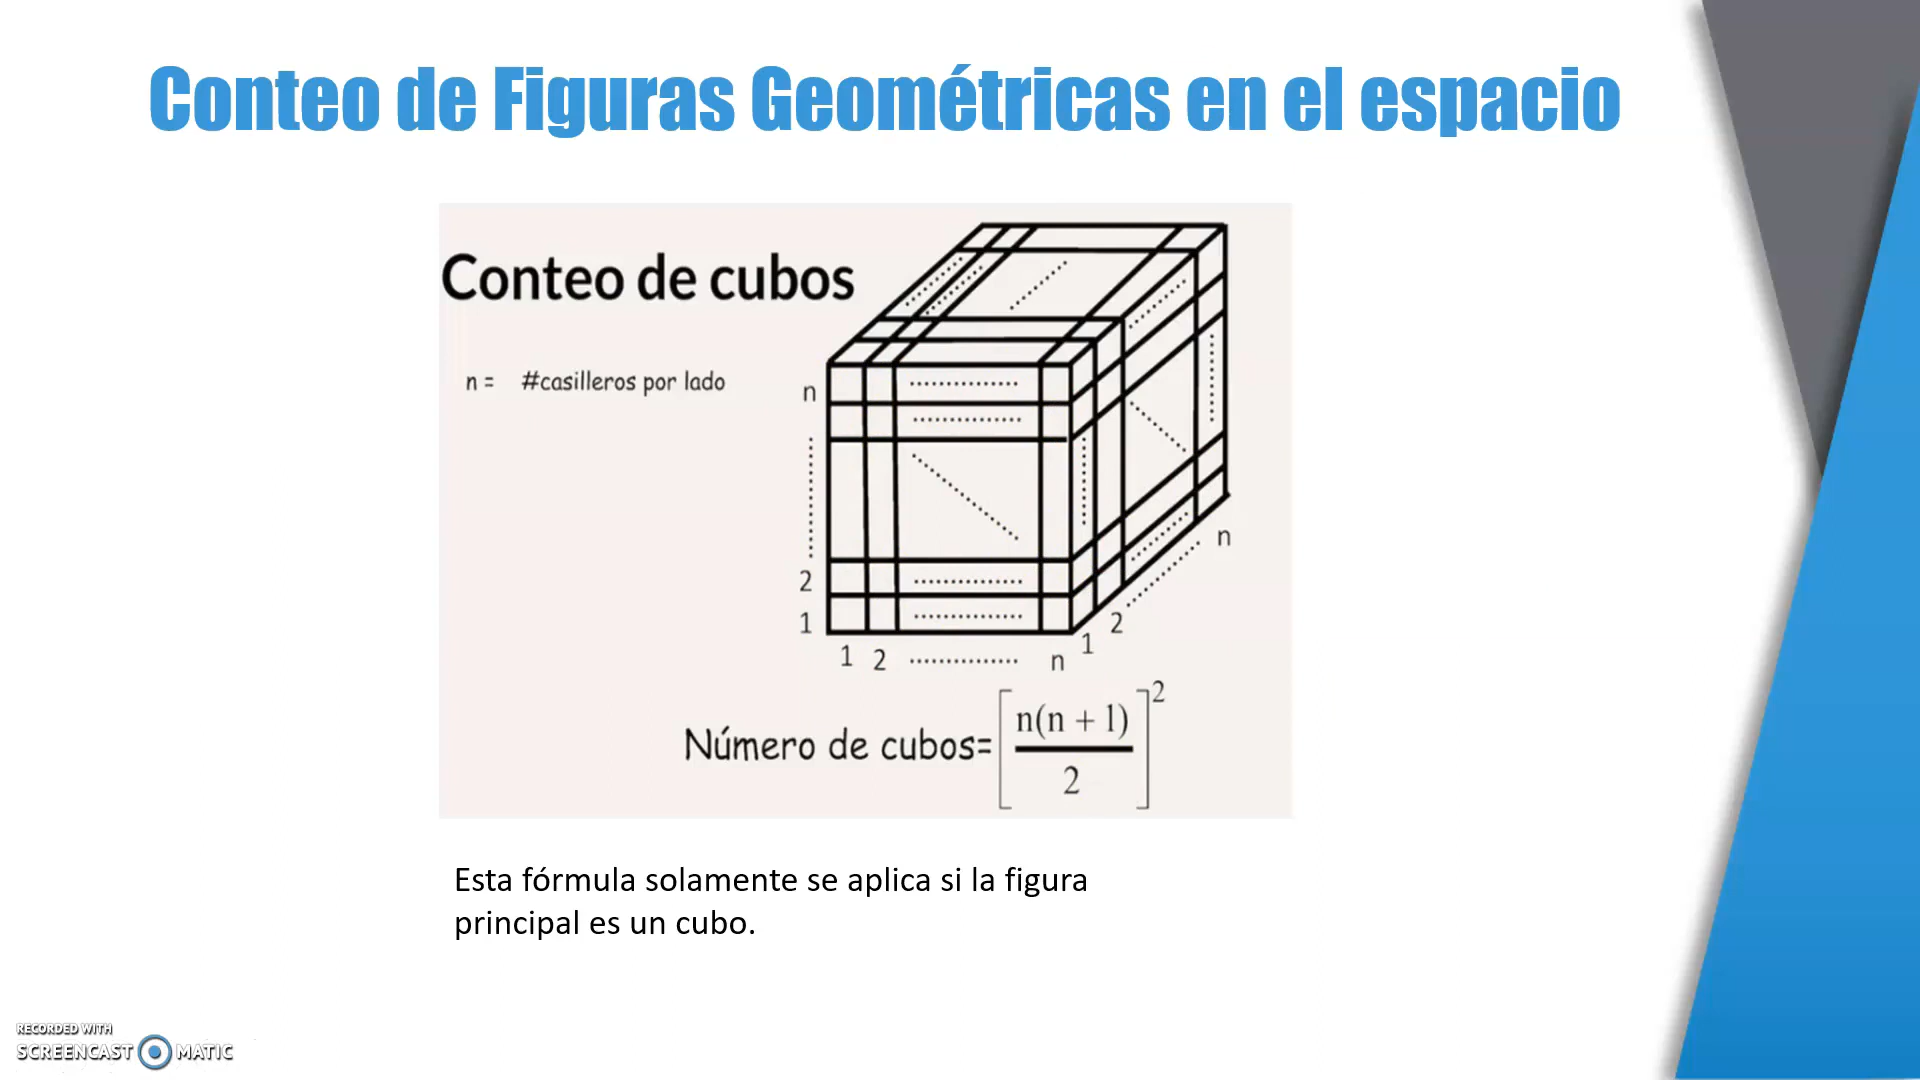 Conteo de Figuras Geométricas en el espacio
Conteo de cubos
n = #casilleros por lado
n
2
1
1 2 n
1
2
n
Número de cubos=[n(n + 1)/2]²
Esta fórmula solamente se aplica si la figura
principal es un cubo.
RECORDED WITH
SCREENCAST MATIC